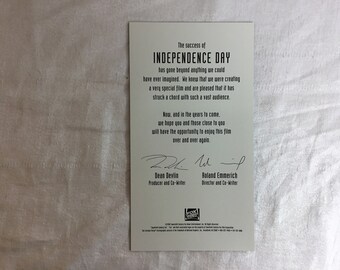 The success of
INDEPENDENCE DAY
has gone beyond anything we could
have ever imagined. We knew that we were creating
a very special film and are pleased that it has
struck a chord with such a vast audience.
Now, and in the years to come,
we hope you and those close to you
will have the opportunity to enjoy this film
over and over again.
Dean Devlin
Producer and Co-Writer
Roland Emmerich
Director and Co-Writer